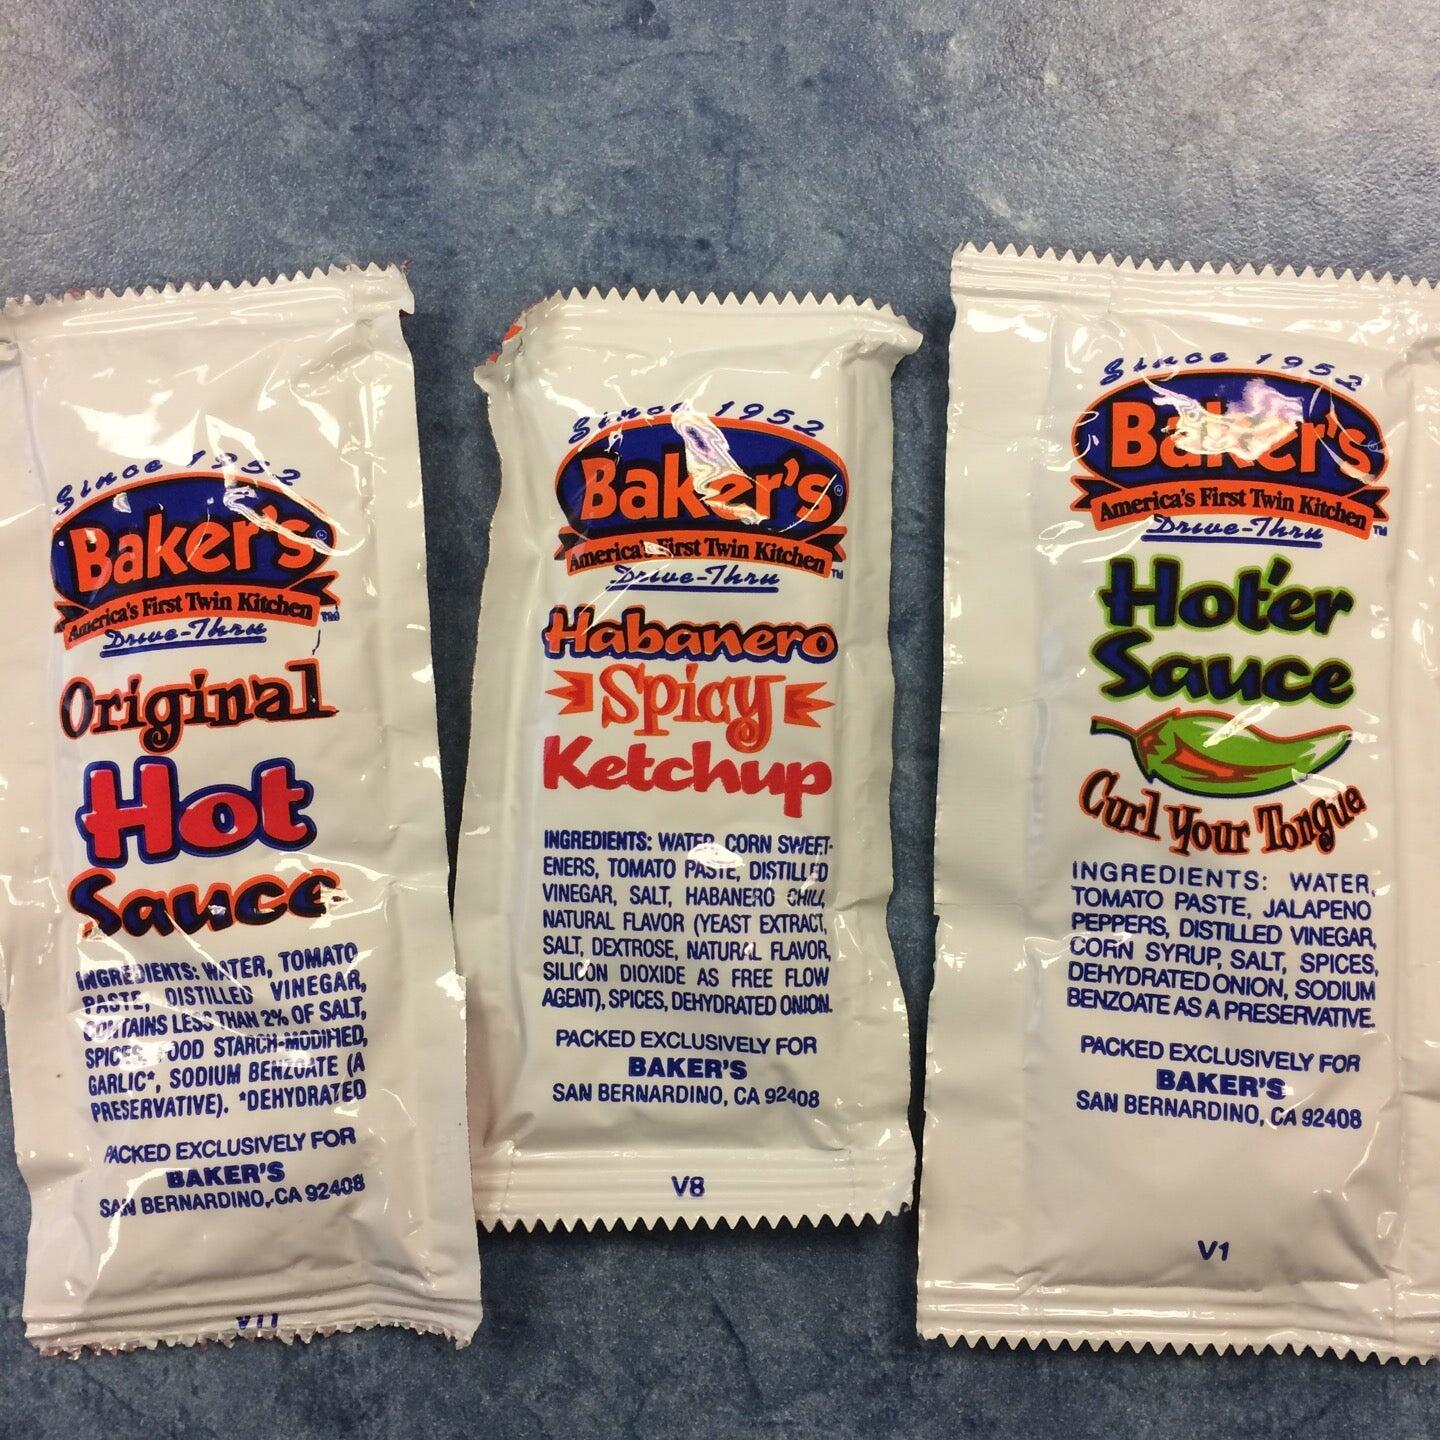 Since 1952
Baker's
America's First Twin Kitchen TM
Drive-Thru
Original
Hot
Sauce
INGREDIENTS: WATER, TOMATO
PASTE, DISTILLED VINEGAR,
CONTAINS LESS THAN 2% OF SALT,
SPICES, FOOD STARCH-MODIFIED,
GARLIC*, SODIUM BENZOATE (A
PRESERVATIVE). *DEHYDRATED
PACKED EXCLUSIVELY FOR
BAKER'S
SAN BERNARDINO, CA 92408
V11
Since 1952
Baker's
America's First Twin Kitchen TM
Drive-Thru
Habanero
Spicy
Ketchup
INGREDIENTS: WATER, CORN SWEET-
ENERS, TOMATO PASTE, DISTILLED
VINEGAR, SALT, HABANERO CHILI,
NATURAL FLAVOR (YEAST EXTRACT,
SALT, DEXTROSE, NATURAL FLAVOR,
SILICON DIOXIDE AS FREE FLOW
AGENT), SPICES, DEHYDRATED ONION.
PACKED EXCLUSIVELY FOR
BAKER'S
SAN BERNARDINO, CA 92408
V8
Since 1952
Baker's
America's First Twin Kitchen TM
Drive-Thru
Hot'er
Sauce
Curl Your Tongue
INGREDIENTS: WATER,
TOMATO PASTE, JALAPENO
PEPPERS, DISTILLED VINEGAR,
CORN SYRUP, SALT, SPICES,
DEHYDRATED ONION, SODIUM
BENZOATE AS A PRESERVATIVE.
PACKED EXCLUSIVELY FOR
BAKER'S
SAN BERNARDINO, CA 92408
V1